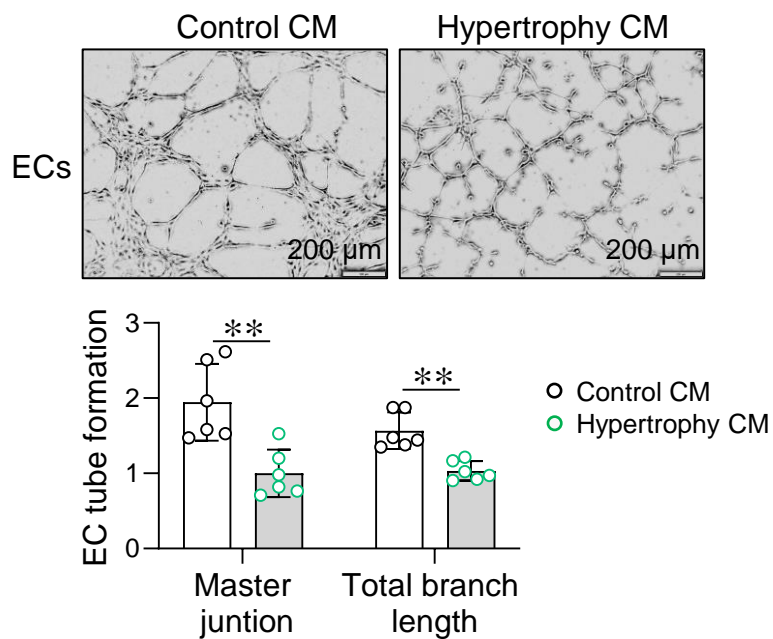 Control CM
Hypertrophy CM
ECs
200 µm
200 µm
EC tube formation
3
2
1
0
**
**
Control CM
Hypertrophy CM
Master
juntion
Total branch
length